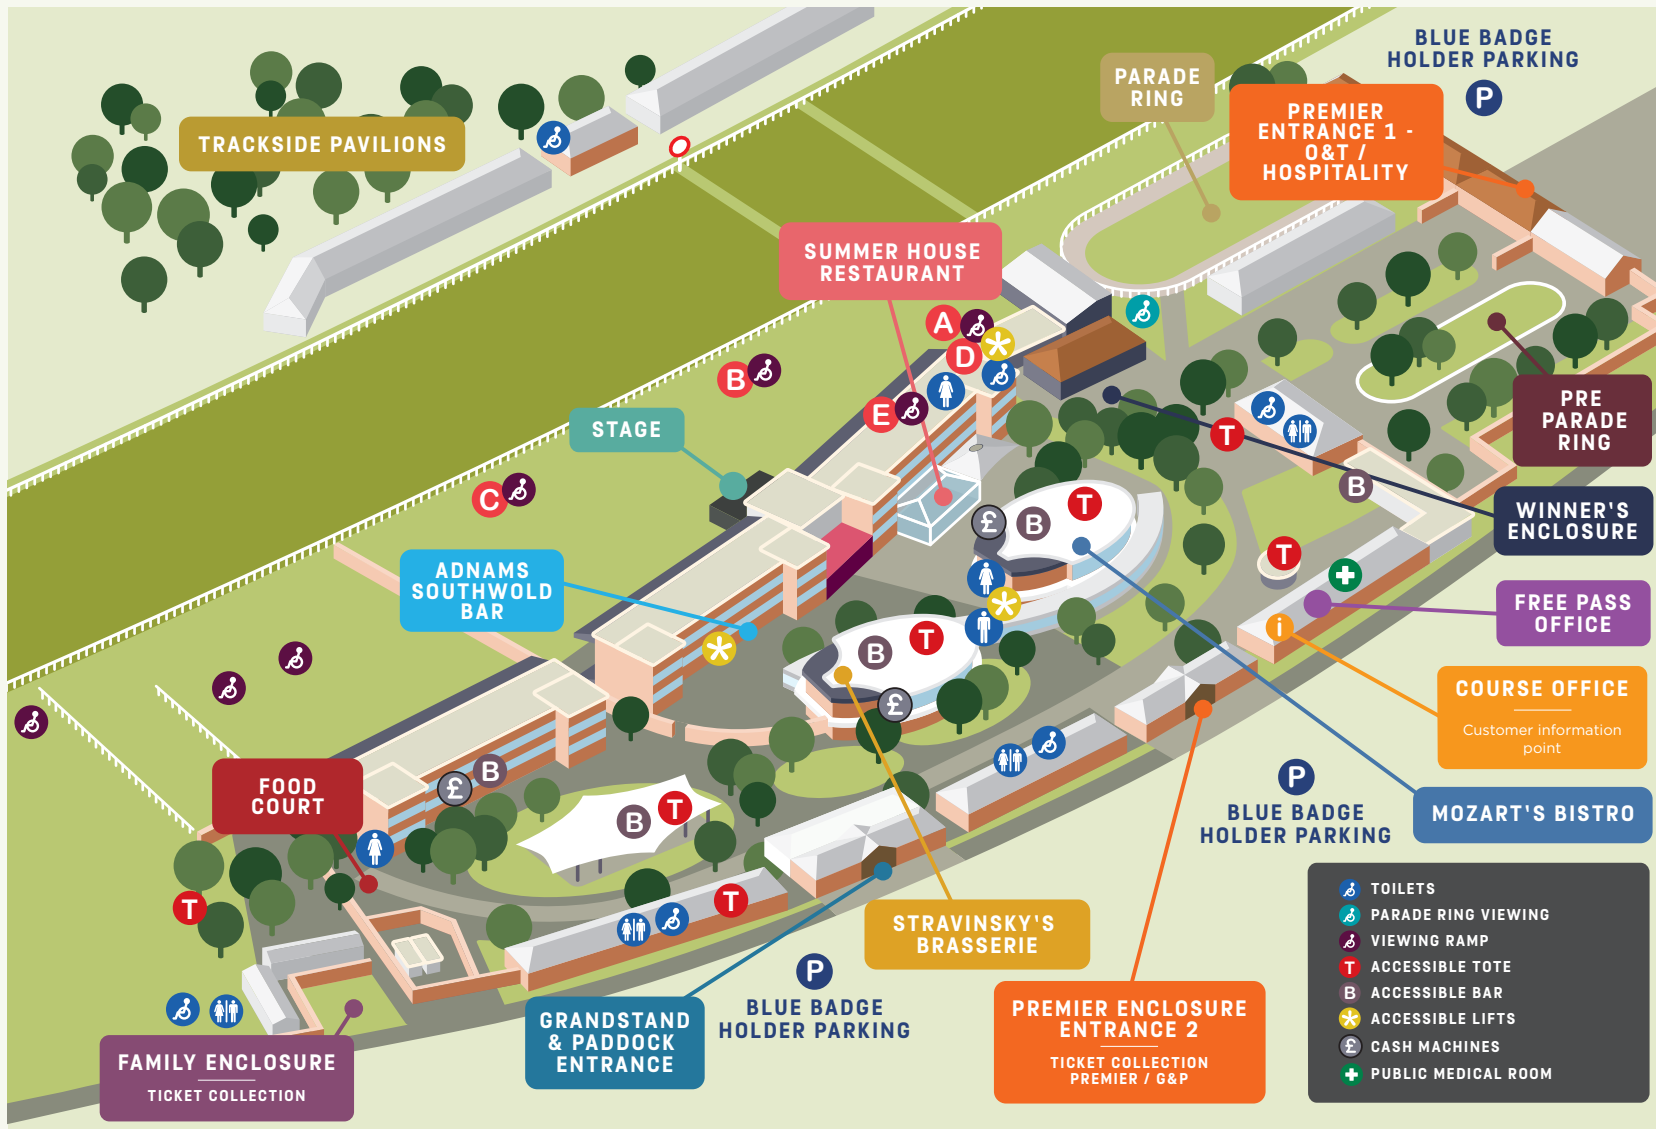 BLUE BADGE
HOLDER PARKING
P
PARADE
RING
PREMIER
ENTRANCE 1 -
O&T /
HOSPITALITY
TRACKSIDE PAVILIONS
SUMMER HOUSE
RESTAURANT
A
D
B
E
C
STAGE
PRE
PARADE
RING
T
B
WINNER'S
ENCLOSURE
£
B
T
T
ADNAMS
SOUTHWOLD
BAR
FREE PASS
OFFICE
i
B
T
£
COURSE OFFICE
Customer information
point
FOOD
COURT
£
B
B
T
P
BLUE BADGE
HOLDER PARKING
MOZART'S BISTRO
T
T
STRAVINSKY'S
BRASSERIE
P
BLUE BADGE
HOLDER PARKING
GRANDSTAND
& PADDOCK
ENTRANCE
PREMIER ENCLOSURE
ENTRANCE 2
TICKET COLLECTION
PREMIER / G&P
FAMILY ENCLOSURE
TICKET COLLECTION
TOILETS
PARADE RING VIEWING
VIEWING RAMP
T ACCESSIBLE TOTE
B ACCESSIBLE BAR
ACCESSIBLE LIFTS
£ CASH MACHINES
PUBLIC MEDICAL ROOM